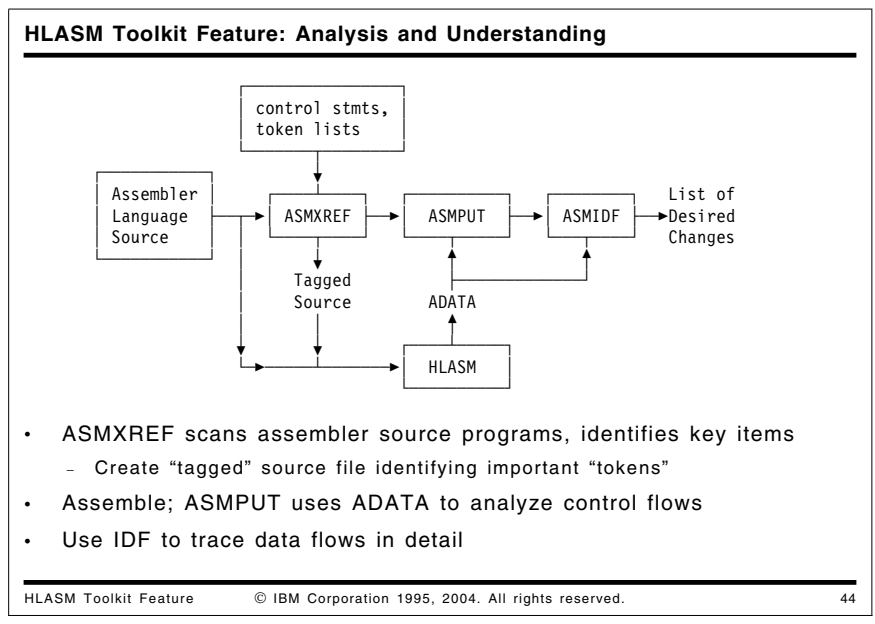 HLASM Toolkit Feature: Analysis and Understanding
control stmts,
token lists
Assembler
Language
Source
ASMXREF
ASMPUT
ASMIDF
List of
Desired
Changes
Tagged
Source
ADATA
HLASM
• ASMXREF scans assembler source programs, identifies key items
– Create “tagged” source file identifying important “tokens”
• Assemble; ASMPUT uses ADATA to analyze control flows
• Use IDF to trace data flows in detail
HLASM Toolkit Feature © IBM Corporation 1995, 2004. All rights reserved. 44